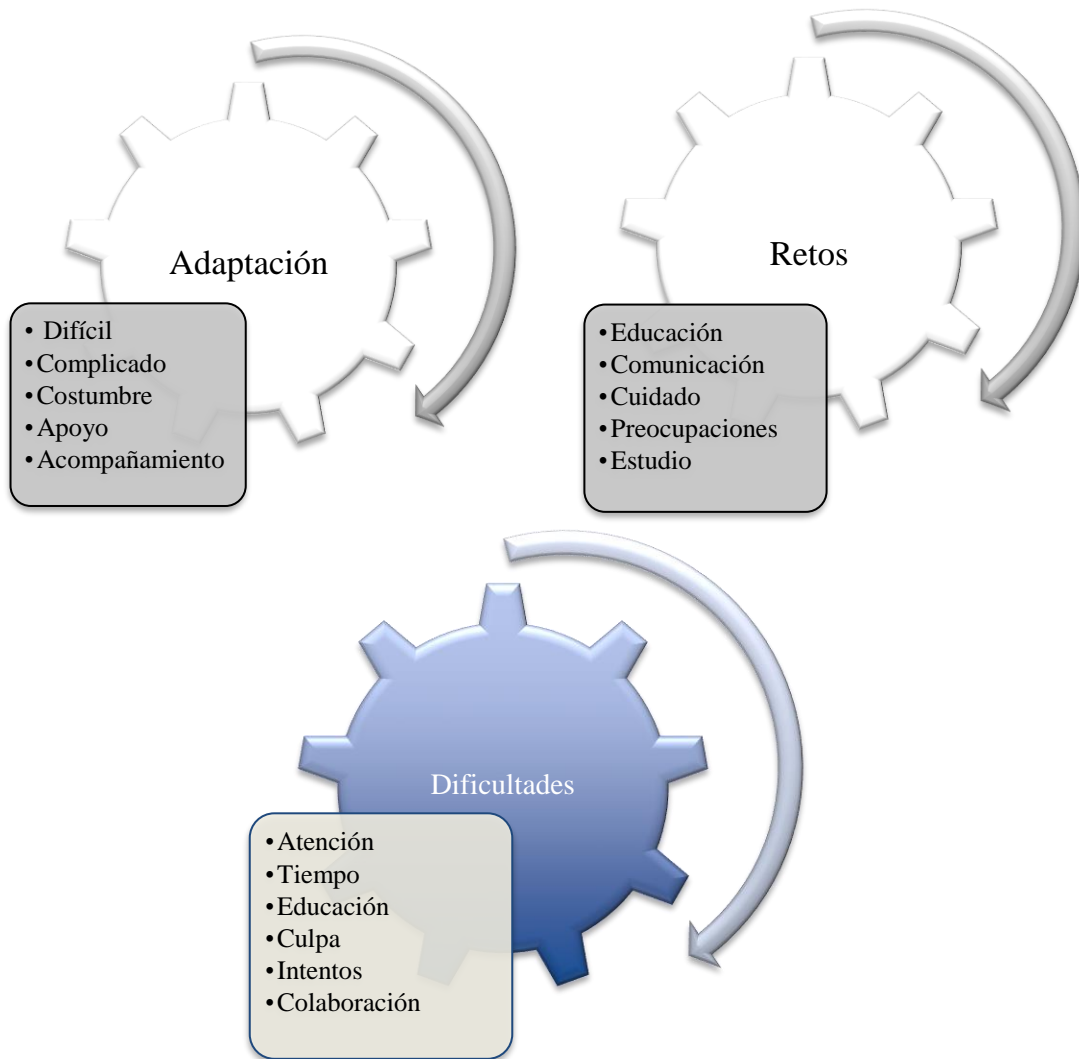 Adaptación
• Difícil
•Complicado
•Costumbre
•Apoyo
•Acompañamiento
Retos
•Educación
•Comunicación
•Cuidado
•Preocupaciones
•Estudio
Dificultades
•Atención
•Tiempo
•Educación
•Culpa
•Intentos
•Colaboración